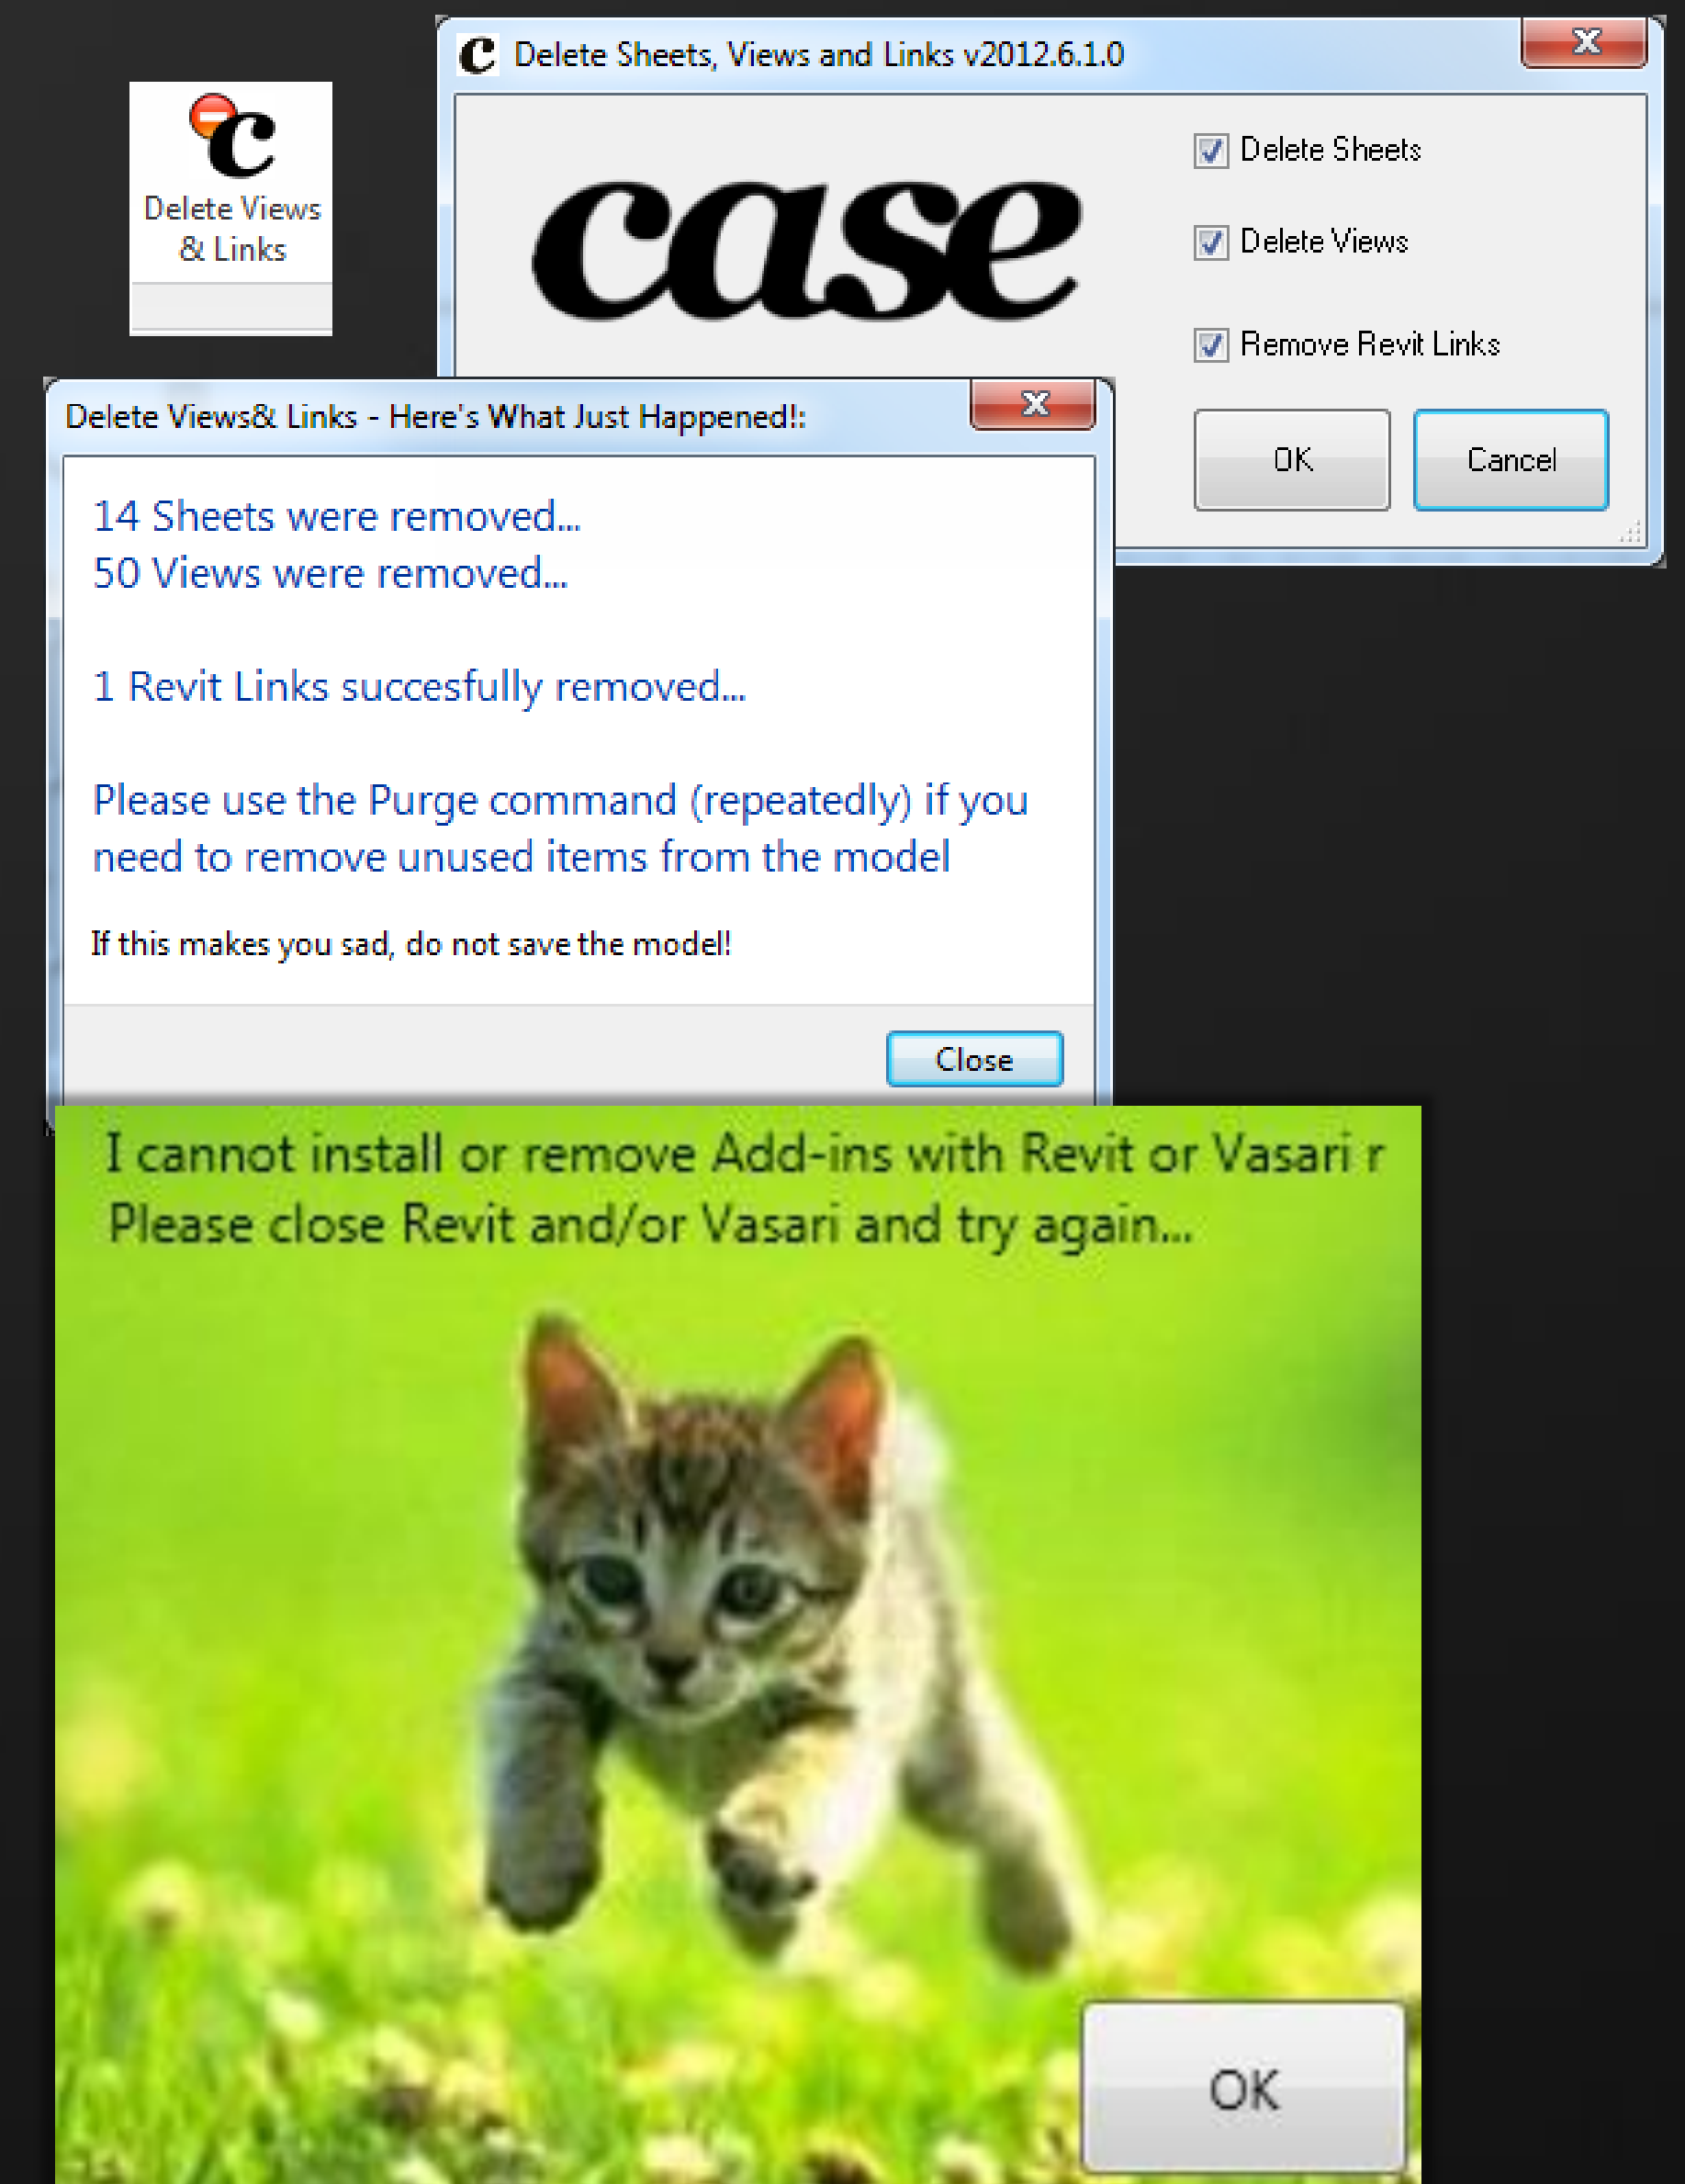 c Delete Sheets, Views and Links v2012.6.1.0
c
Delete Views
& Links
case
Delete Sheets
Delete Views
Remove Revit Links
OK
Cancel
Delete Views& Links - Here's What Just Happened!:
14 Sheets were removed...
50 Views were removed...
1 Revit Links succesfully removed...
Please use the Purge command (repeatedly) if you
need to remove unused items from the model
If this makes you sad, do not save the model!
Close
I cannot install or remove Add-ins with Revit or Vasari r
Please close Revit and/or Vasari and try again...
OK